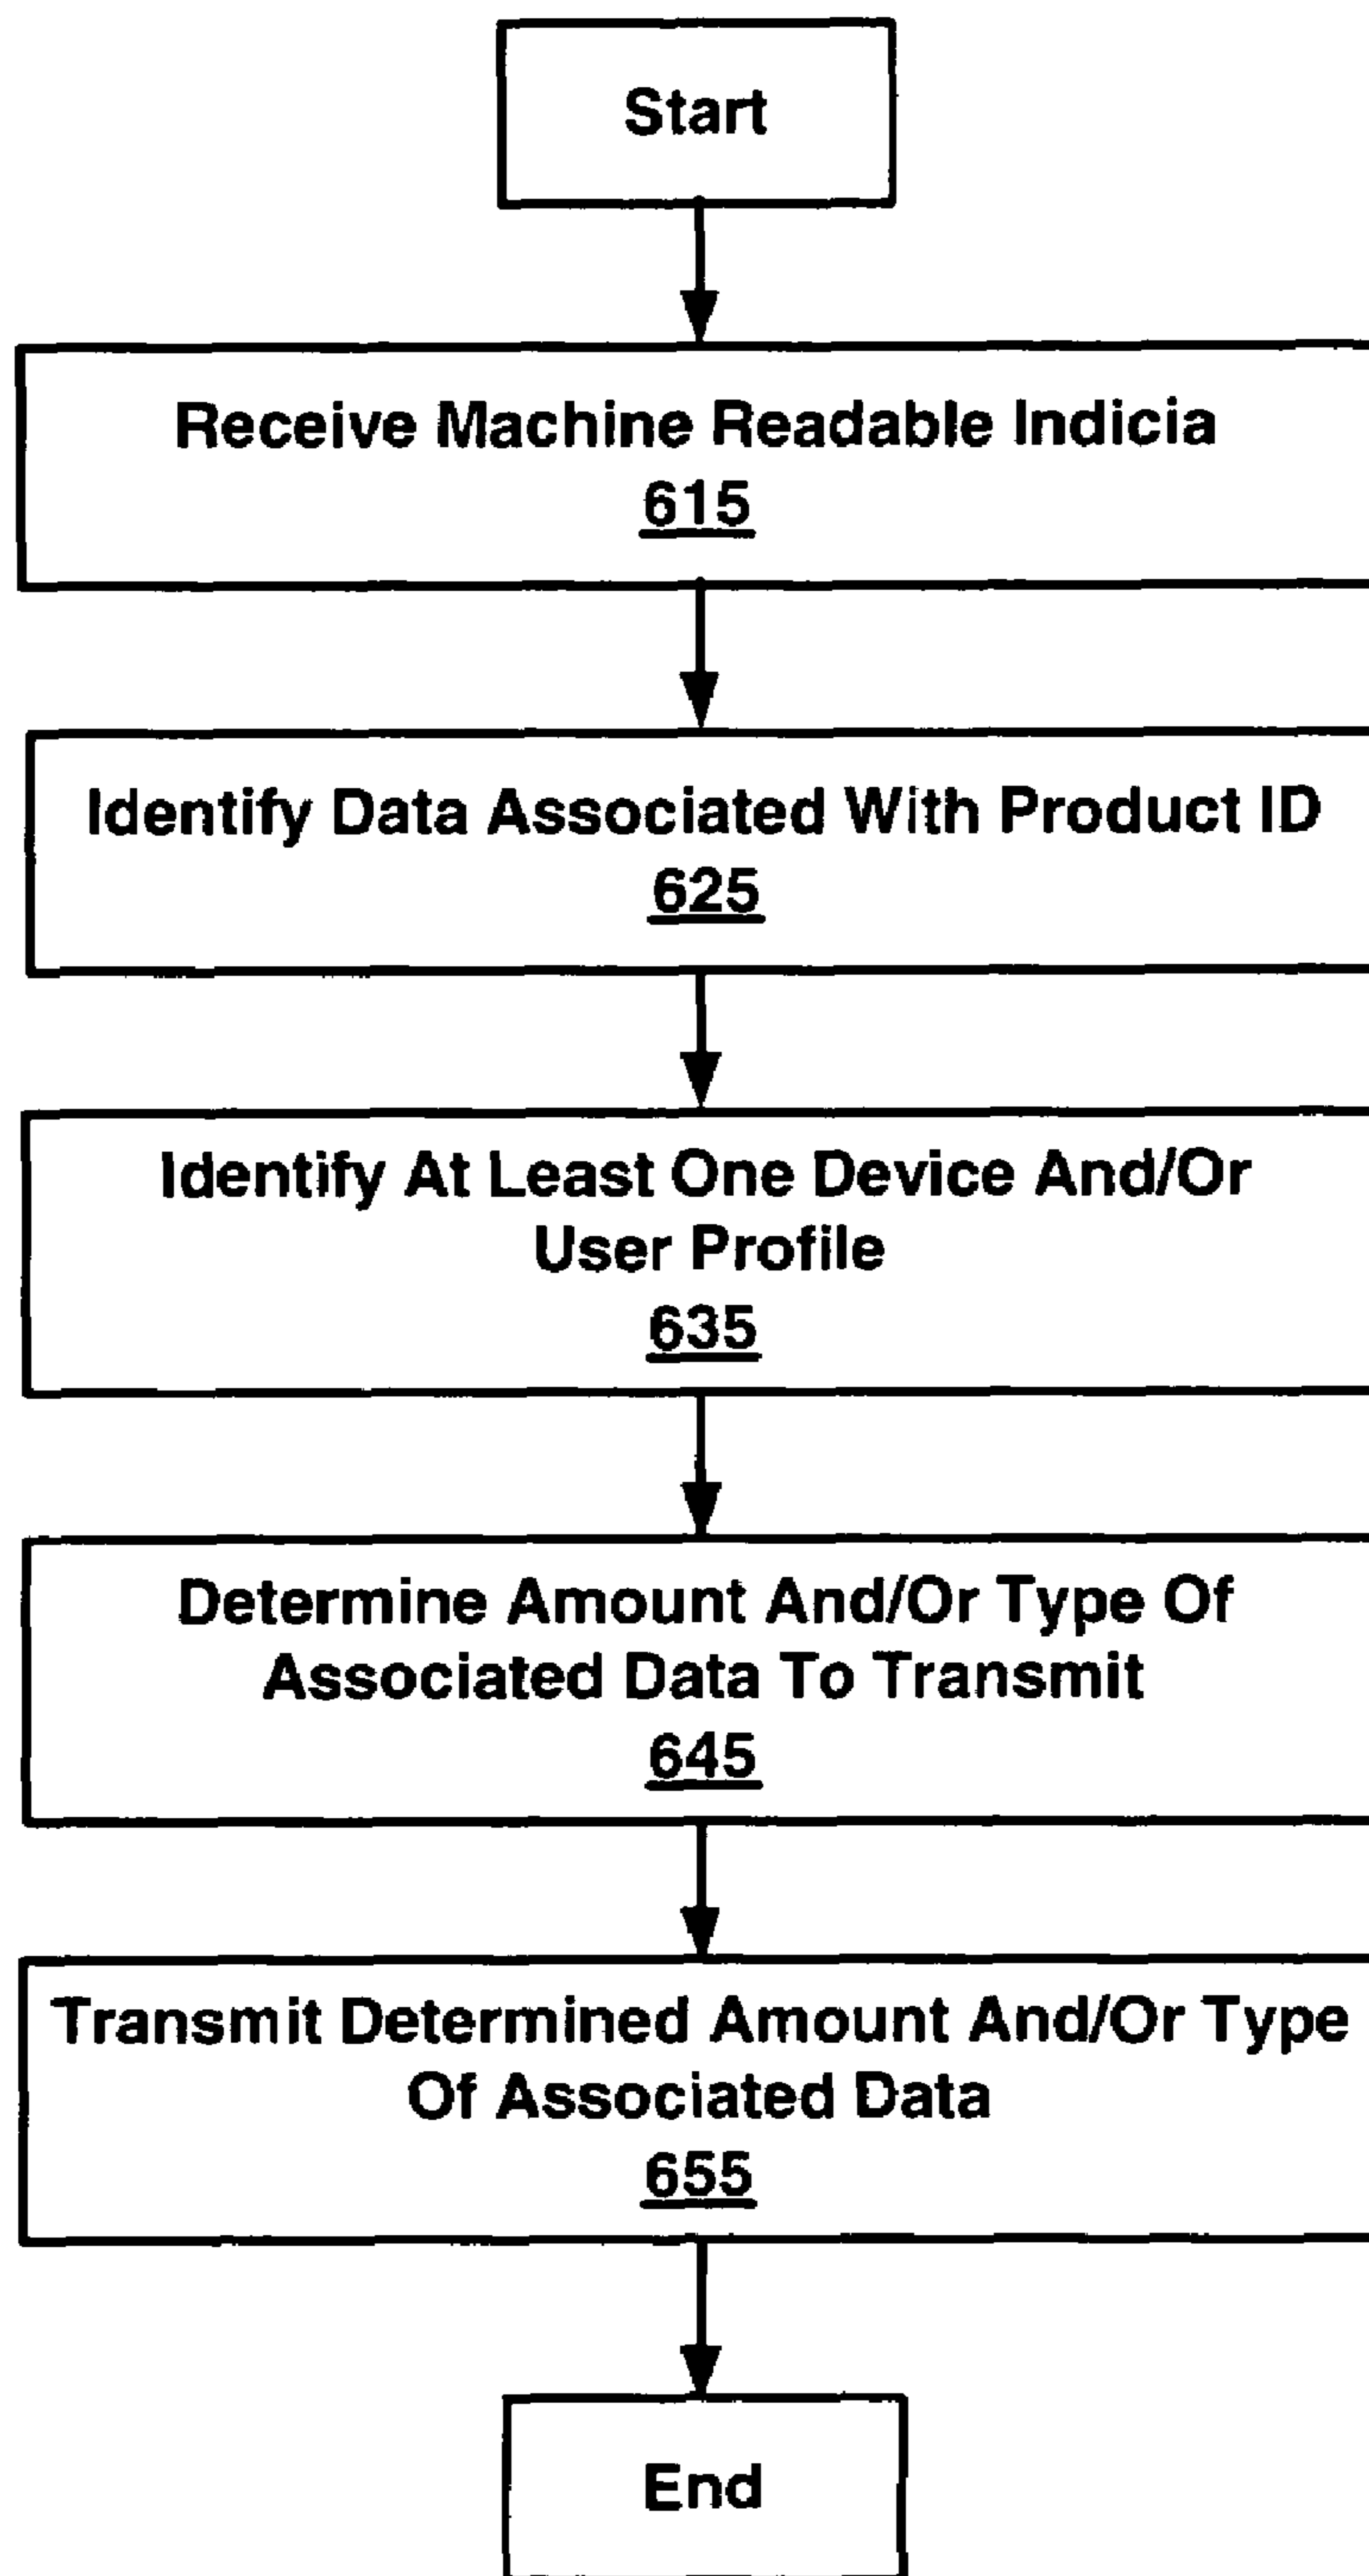 Start
Receive Machine Readable Indicia
615
Identify Data Associated With Product ID
625
Identify At Least One Device And/Or
User Profile
635
Determine Amount And/Or Type Of
Associated Data To Transmit
645
Transmit Determined Amount And/Or Type
Of Associated Data
655
End